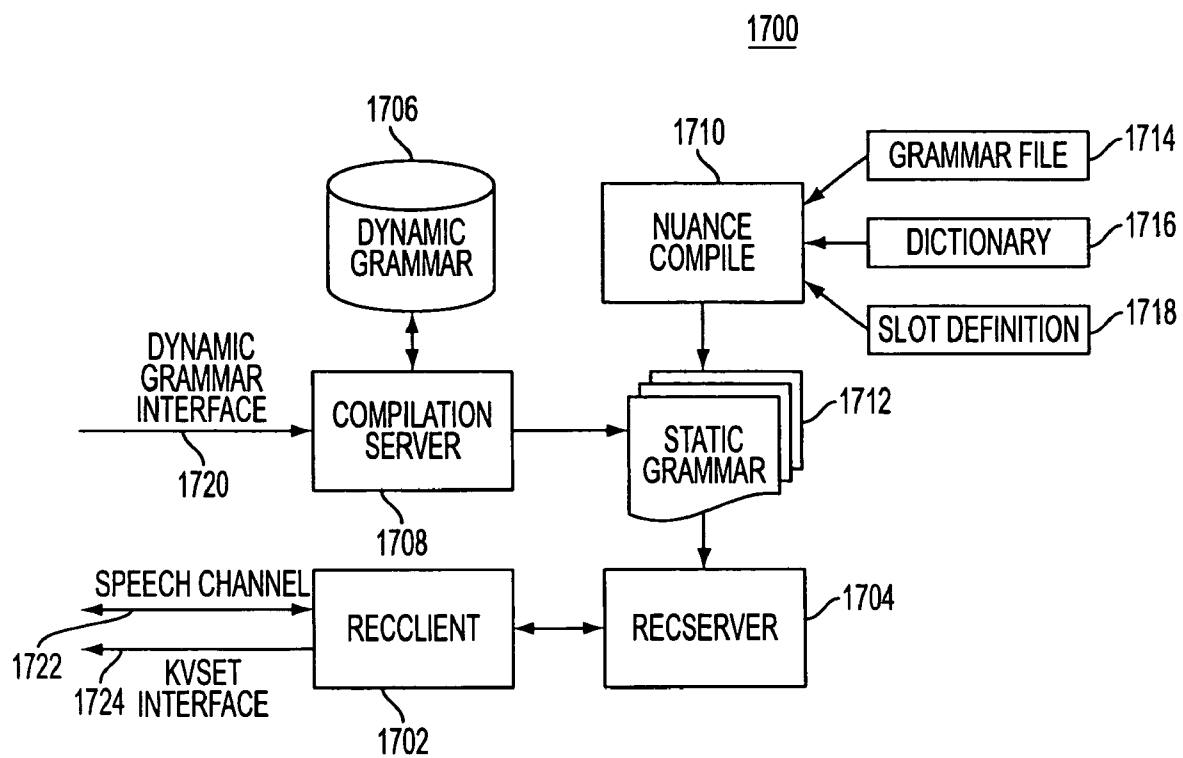 1700
1706
DYNAMIC
GRAMMAR
1710
NUANCE
COMPILE
GRAMMAR FILE
1714
DICTIONARY
1716
SLOT DEFINITION
1718
DYNAMIC
GRAMMAR
INTERFACE
1720
COMPILATION
SERVER
1708
STATIC
GRAMMAR
1712
SPEECH CHANNEL
1722
KVSET
INTERFACE
1724
RECCLIENT
1702
RECSERVER
1704